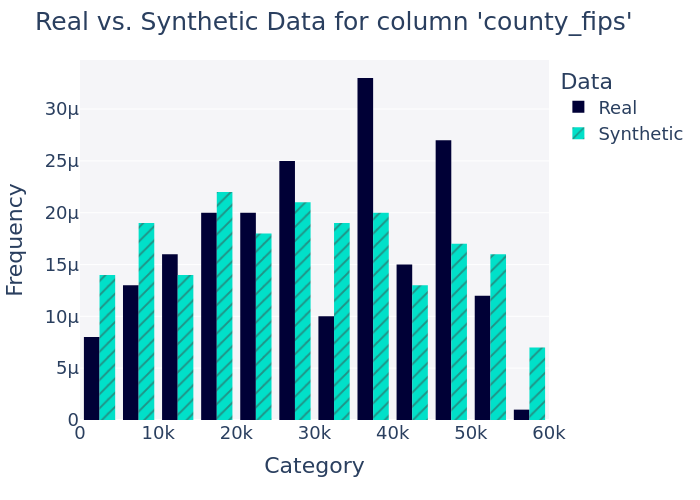 Real vs. Synthetic Data for column 'county_fips'
Data
Real
Synthetic
Frequency
30μ
25μ
20μ
15μ
10μ
5μ
0
0 10k 20k 30k 40k 50k 60k
Category